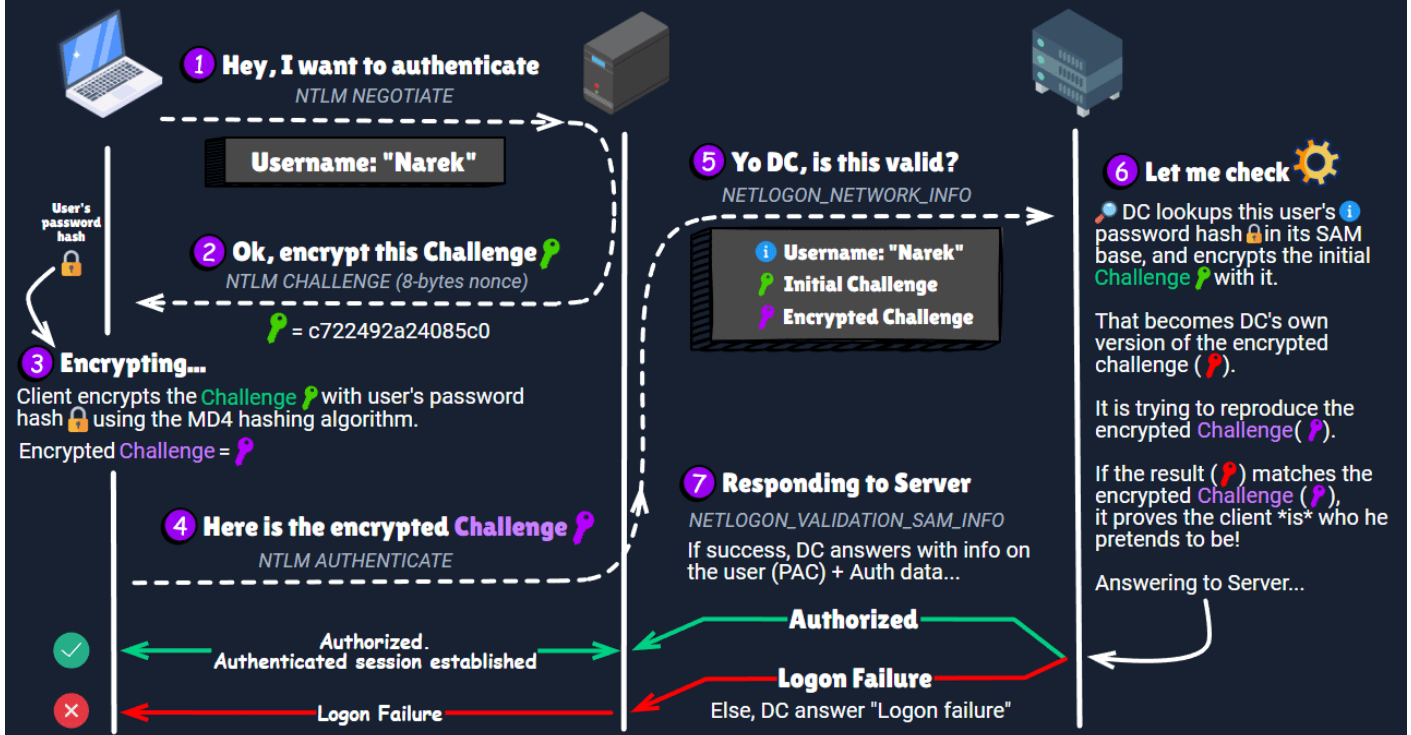 1 Hey, I want to authenticate
NTLM NEGOTIATE
Username: "Narek"
User's
password
hash
2 Ok, encrypt this Challenge
NTLM CHALLENGE (8-bytes nonce)
= c722492a24085c0
3 Encrypting...
Client encrypts the Challenge with user's password
hash using the MD4 hashing algorithm.
Encrypted Challenge =
4 Here is the encrypted Challenge
NTLM AUTHENTICATE
5 Yo DC, is this valid?
NETLOGON_NETWORK_INFO
Username: "Narek"
Initial Challenge
Encrypted Challenge
6 Let me check
DC lookups this user's
password hash in its SAM
base, and encrypts the initial
Challenge with it.
That becomes DC's own
version of the encrypted
challenge ( ).
It is trying to reproduce the
encrypted Challenge( ).
If the result ( ) matches the
encrypted Challenge ( ),
it proves the client *is* who he
pretends to be!
Answering to Server...
7 Responding to Server
NETLOGON_VALIDATION_SAM_INFO
If success, DC answers with info on
the user (PAC) + Auth data...
Authorized
Authorized.
Authenticated session established
Logon Failure
Else, DC answer "Logon failure"
Logon Failure